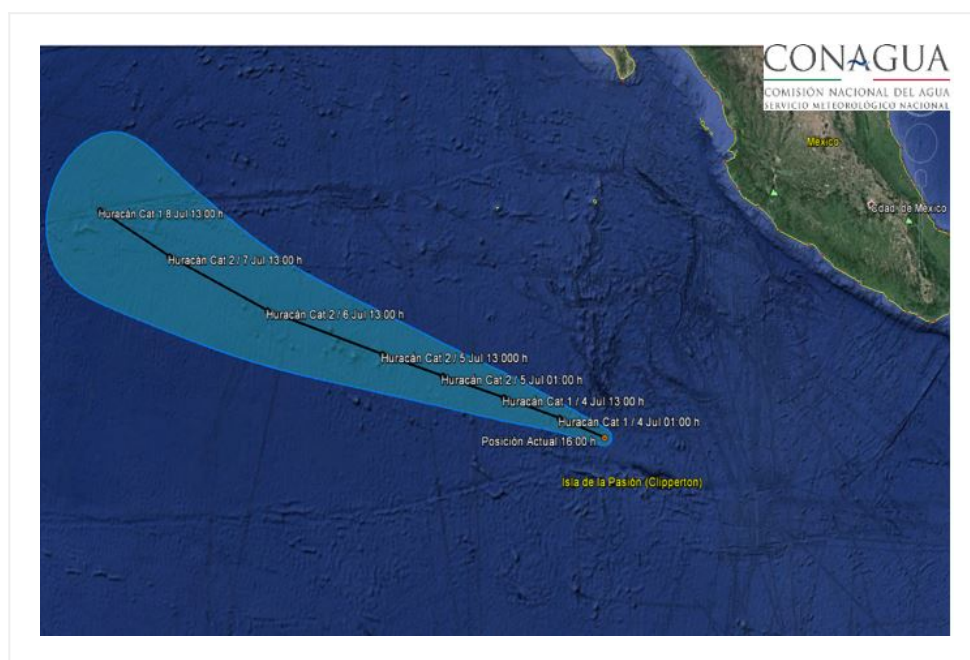 CONAGUA
COMISIÓN NACIONAL DEL AGUA
SERVICIO METEOROLÓGICO NACIONAL
México
Cdad de México
Huracán Cat 1 8 Jul 13:00 h
Huracán Cat 2 / 7 Jul 13:00 h
Huracán Cat 2 / 6 Jul 13:00 h
Huracán Cat 2 / 5 Jul 13:000 h
Huracán Cat 2 / 5 Jul 01:00 h
Huracán Cat 1 / 4 Jul 13:00 h
Huracán Cat 1 / 4 Jul 01:00 h
Posición Actual 16:00 h
Isla de la Pasión (Clipperton)